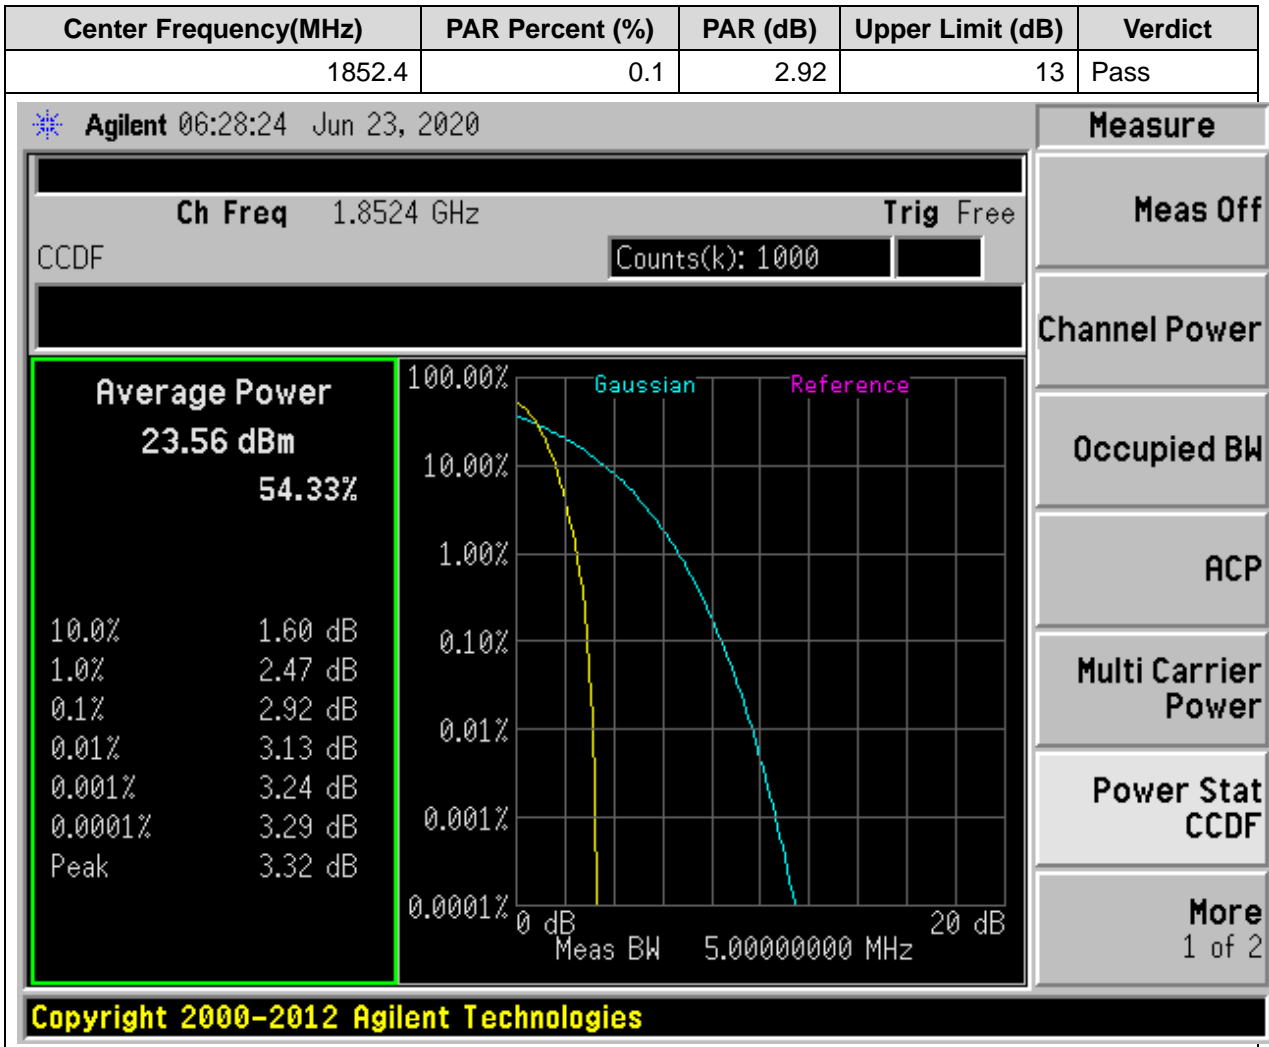 Center Frequency(MHz) PAR Percent (%) PAR (dB) Upper Limit (dB) Verdict
1852.4 0.1 2.92 13 Pass
Agilent 06:28:24 Jun 23, 2020
Measure
Ch Freq 1.8524 GHz Trig Free
CCDF Counts(k): 1000
Meas Off
Channel Power
Occupied BW
ACP
Multi Carrier
Power
Power Stat
CCDF
More
1 of 2
Average Power
23.56 dBm
54.33%
10.0% 1.60 dB
1.0% 2.47 dB
0.1% 2.92 dB
0.01% 3.13 dB
0.001% 3.24 dB
0.0001% 3.29 dB
Peak 3.32 dB
Gaussian Reference
100.00%
10.00%
1.00%
0.10%
0.01%
0.001%
0.0001%
0 dB 20 dB
Meas BW 5.00000000 MHz
Copyright 2000-2012 Agilent Technologies